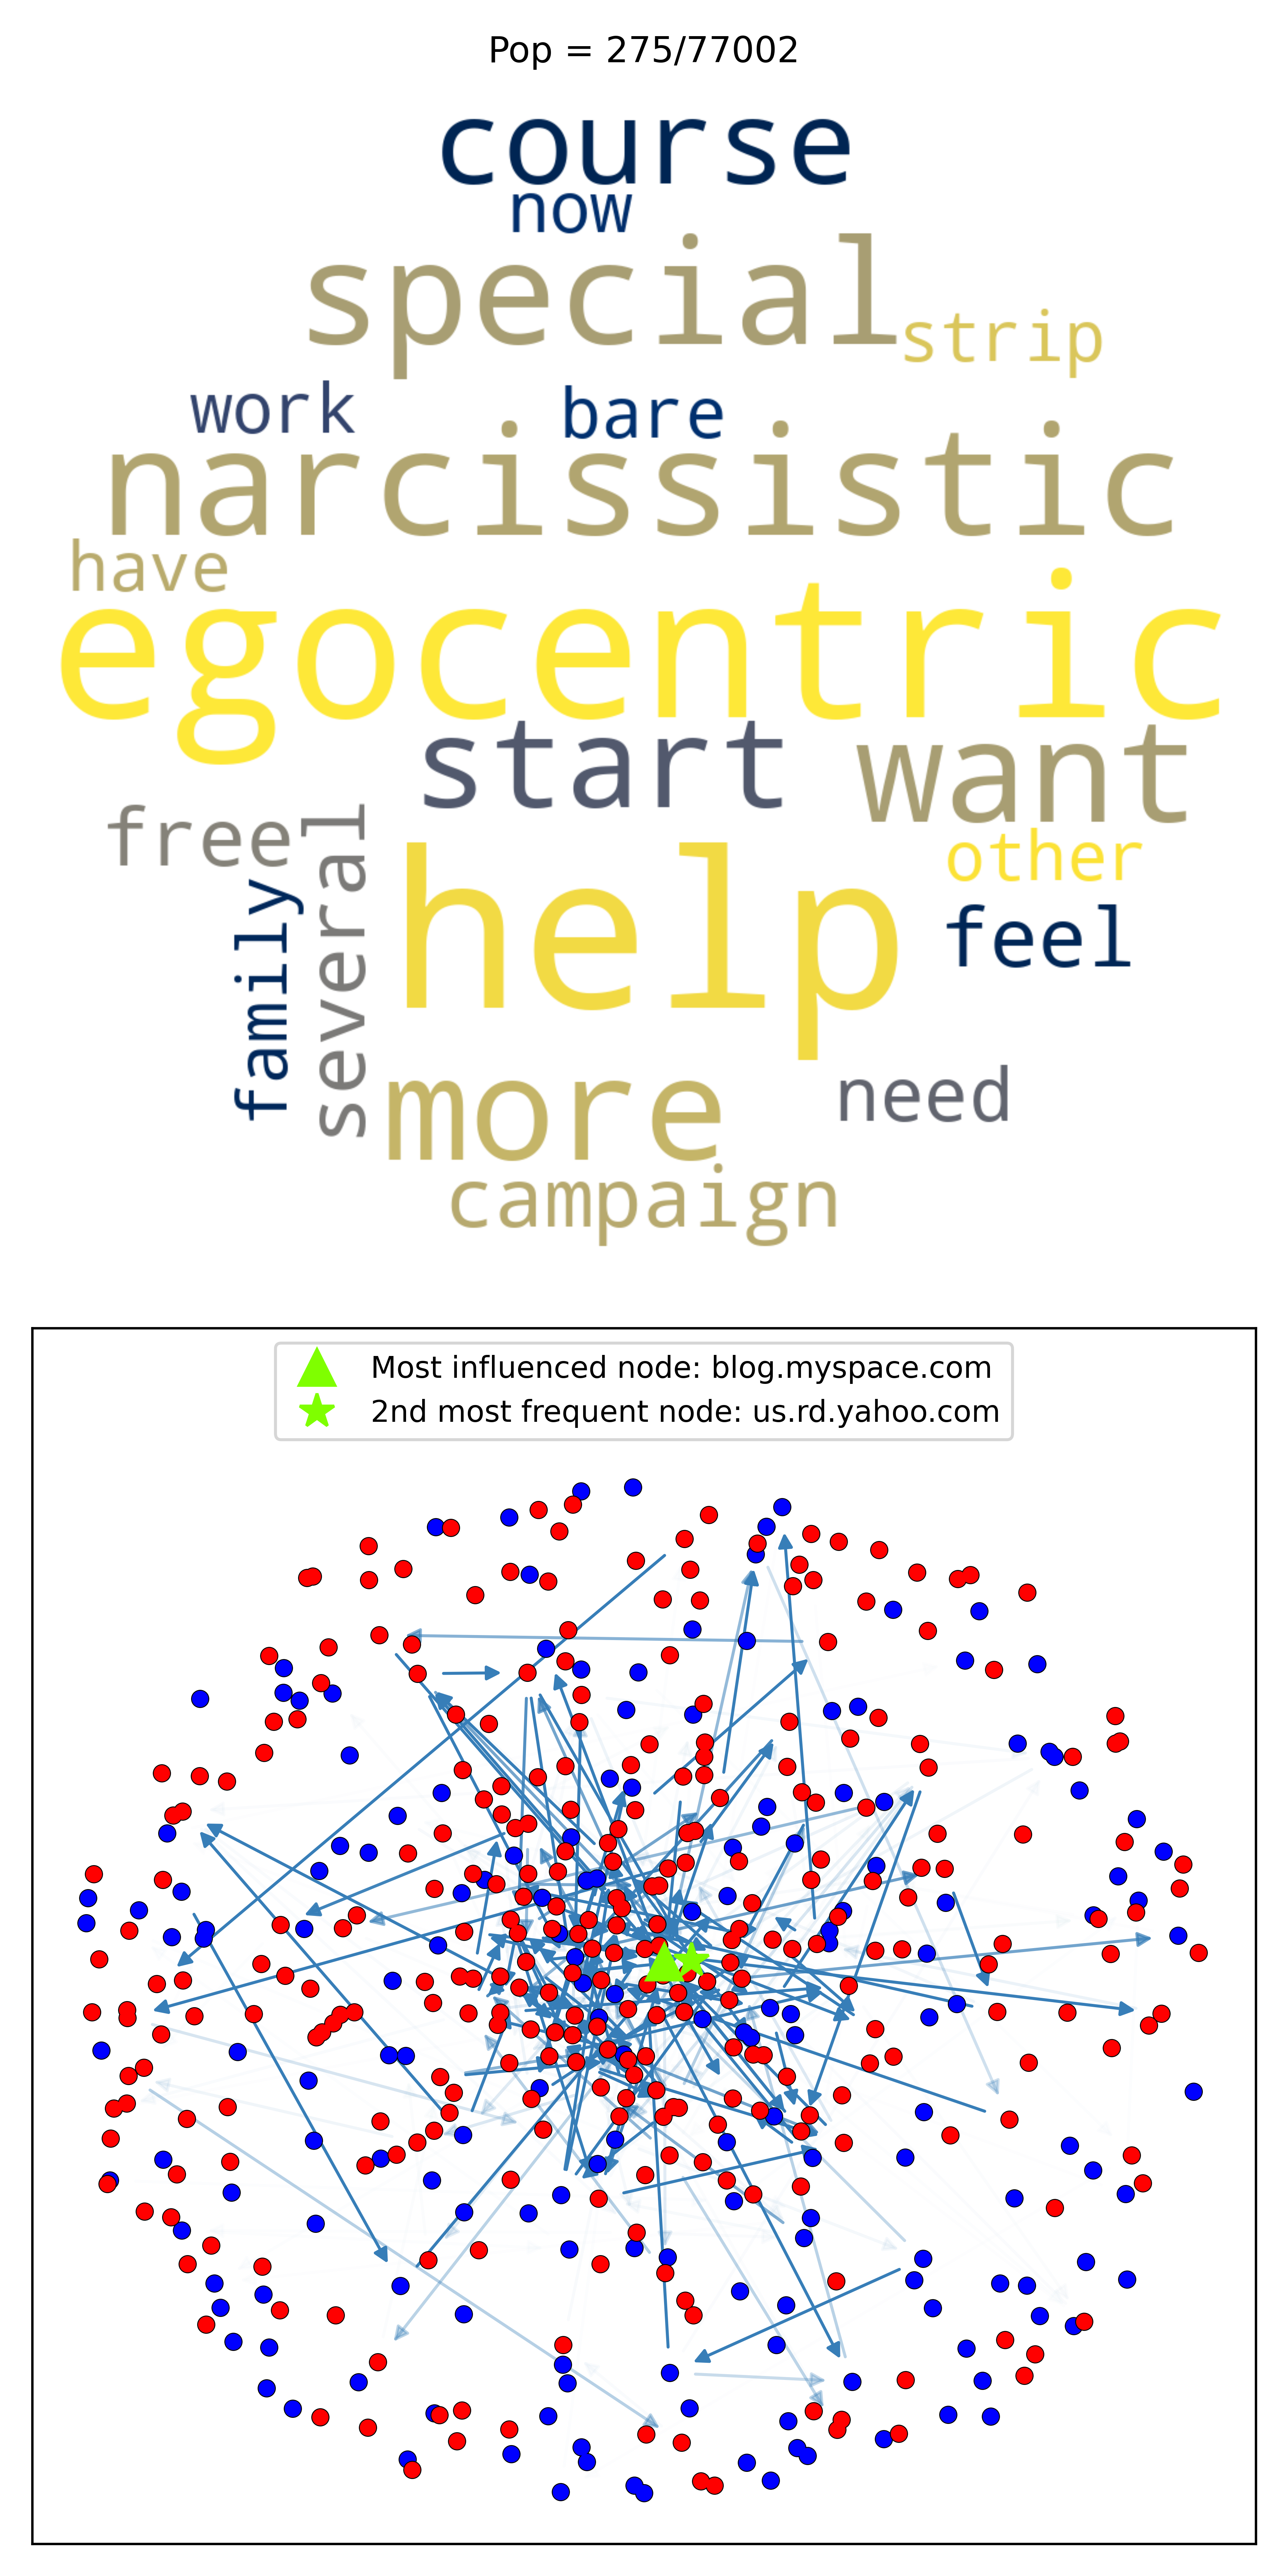 Pop = 275/77002
course
now
special
strip
work
bare
narcissistic
have
egocentric
start
want
free
other
family
several
help
feel
more
need
campaign
Most influenced node: blog.myspace.com
2nd most frequent node: us.rd.yahoo.com